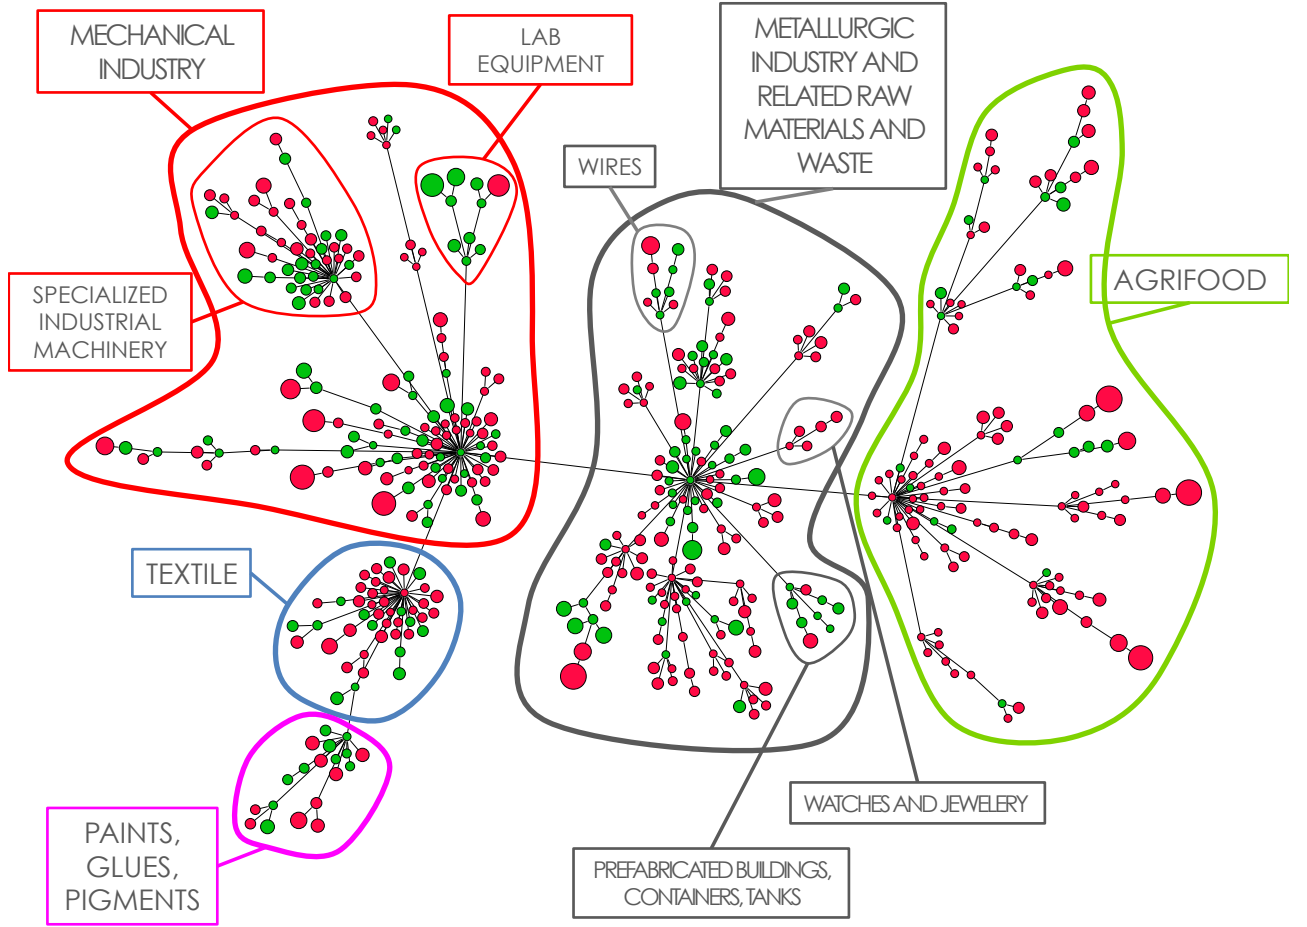 MECHANICAL
INDUSTRY
LAB
EQUIPMENT
METALLURGIC
INDUSTRY AND
RELATED RAW
MATERIALS AND
WASTE
WIRES
SPECIALIZED
INDUSTRIAL
MACHINERY
AGRIFOOD
TEXTILE
WATCHES AND JEWELERY
PAINTS,
GLUES,
PIGMENTS
PREFABRICATED BUILDINGS,
CONTAINERS, TANKS